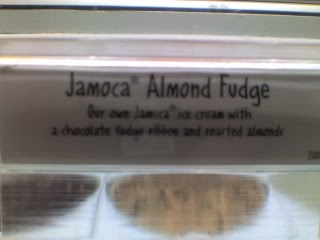 Jamoca® Almond Fudge
Our own Jamoca® ice cream with
a chocolate fudge ribbon and roasted almonds